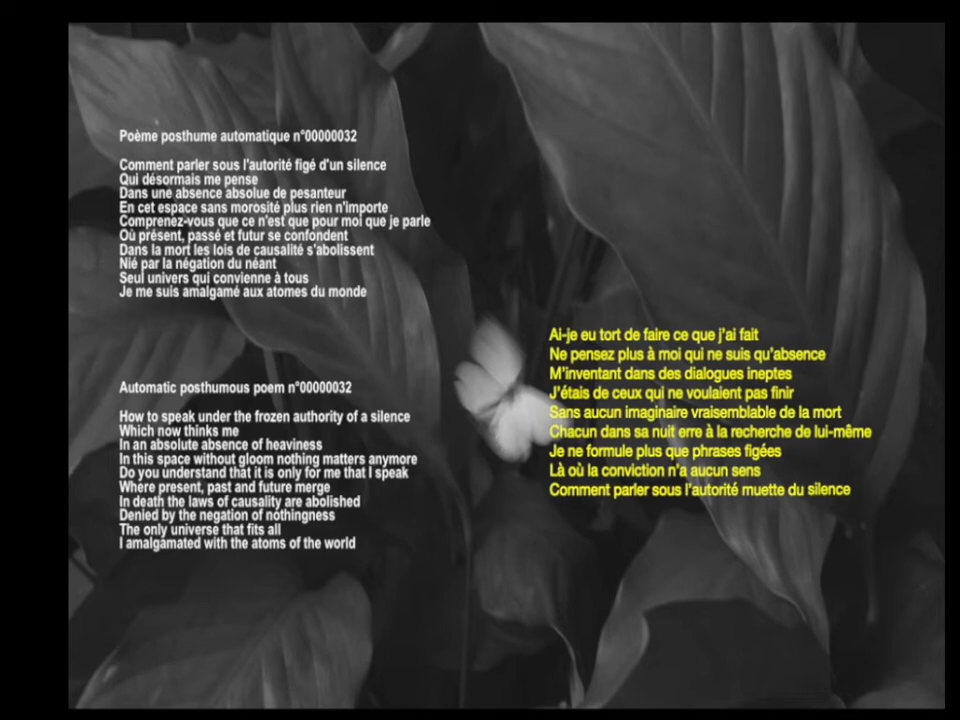 Poème posthume automatique n°00000032
Comment parler sous l'autorité figé d'un silence
Qui désormais me pense
Dans une absence absolue de pesanteur
En cet espace sans morosité plus rien n'importe
Comprenez-vous que ce n'est que pour moi que je parle
Où présent, passé et futur se confondent
Dans la mort les lois de causalité s'abolissent
Nié par la négation du néant
Seul univers qui convienne à tous
Je me suis amalgamé aux atomes du monde
Automatic posthumous poem n°00000032
How to speak under the frozen authority of a silence
Which now thinks me
In an absolute absence of heaviness
In this space without gloom nothing matters anymore
Do you understand that it is only for me that I speak
Where present, past and future merge
In death the laws of causality are abolished
Denied by the negation of nothingness
The only universe that fits all
I amalgamated with the atoms of the world
Ai-je eu tort de faire ce que j'ai fait
Ne pensez plus à moi qui ne suis qu'absence
M'inventant dans des dialogues ineptes
J'étais de ceux qui ne voulaient pas finir
Sans aucun imaginaire vraisemblable de la mort
Chacun dans sa nuit erre à la recherche de lui-même
Je ne formule plus que phrases figées
Là où la conviction n'a aucun sens
Comment parler sous l'autorité muette du silence